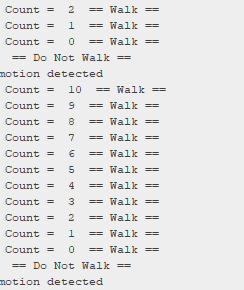 Count =  2  == Walk ==
Count =  1  == Walk ==
Count =  0  == Walk ==
== Do Not Walk ==
motion detected
Count =  10  == Walk ==
Count =  9  == Walk ==
Count =  8  == Walk ==
Count =  7  == Walk ==
Count =  6  == Walk ==
Count =  5  == Walk ==
Count =  4  == Walk ==
Count =  3  == Walk ==
Count =  2  == Walk ==
Count =  1  == Walk ==
Count =  0  == Walk ==
== Do Not Walk ==
motion detected